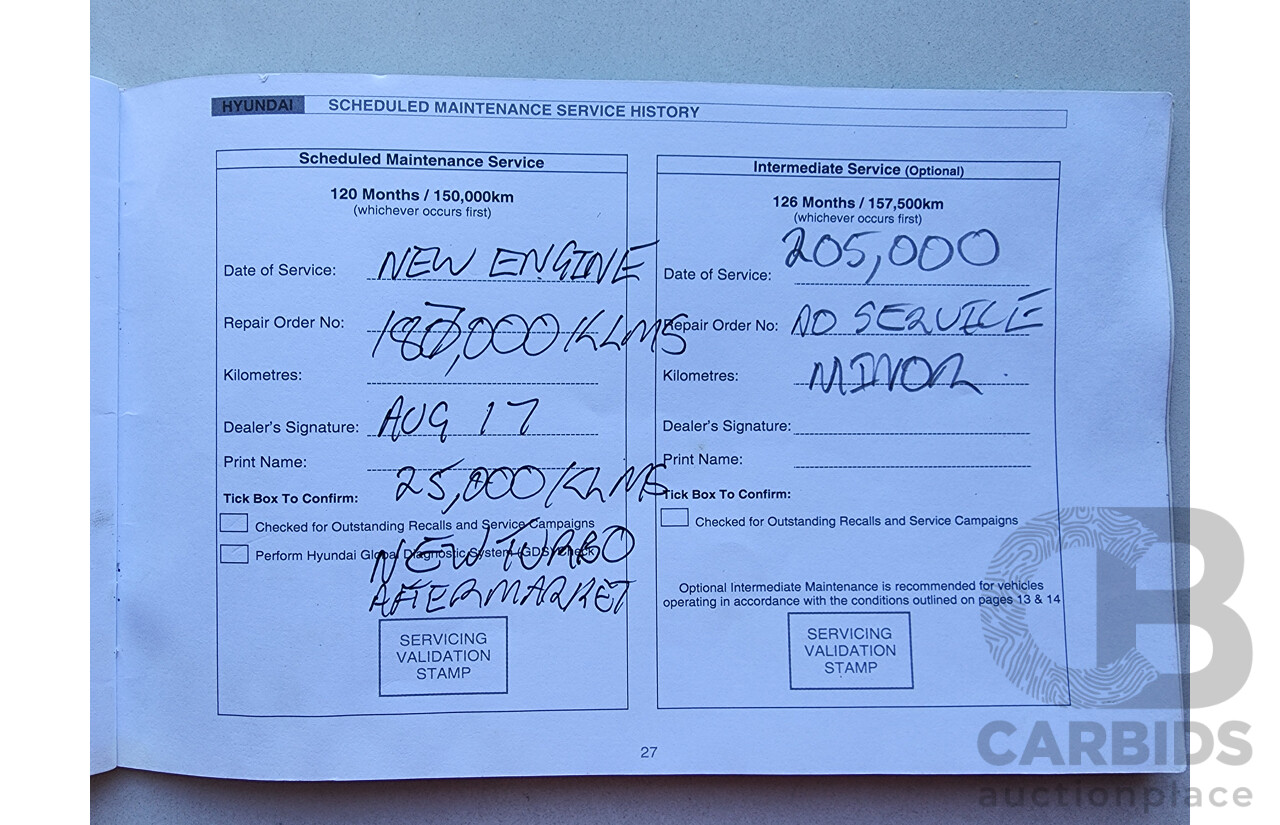 HYUNDAI SCHEDULED MAINTENANCE SERVICE HISTORY
Scheduled Maintenance Service
120 Months / 150,000km
(whichever occurs first)
Date of Service: NEW ENGINE
Repair Order No: 187,000 KLMS
Kilometres:
Dealer's Signature: AUG 17
Print Name:
25,000 KLMS
Tick Box To Confirm:
Checked for Outstanding Recalls and Service Campaigns
Perform Hyundai Global Diagnostic System (GDS) Check
NEW TURBO
AFTERMARKET
SERVICING
VALIDATION
STAMP
Intermediate Service (Optional)
126 Months / 157,500km
(whichever occurs first)
205,000
Date of Service:
Repair Order No: SERVICE
Kilometres: MINOR
Dealer's Signature:
Print Name:
Tick Box To Confirm:
Checked for Outstanding Recalls and Service Campaigns
Optional Intermediate Maintenance is recommended for vehicles
operating in accordance with the conditions outlined on pages 13 & 14
SERVICING
VALIDATION
STAMP
27
CB
CARBIDS
auctionplace